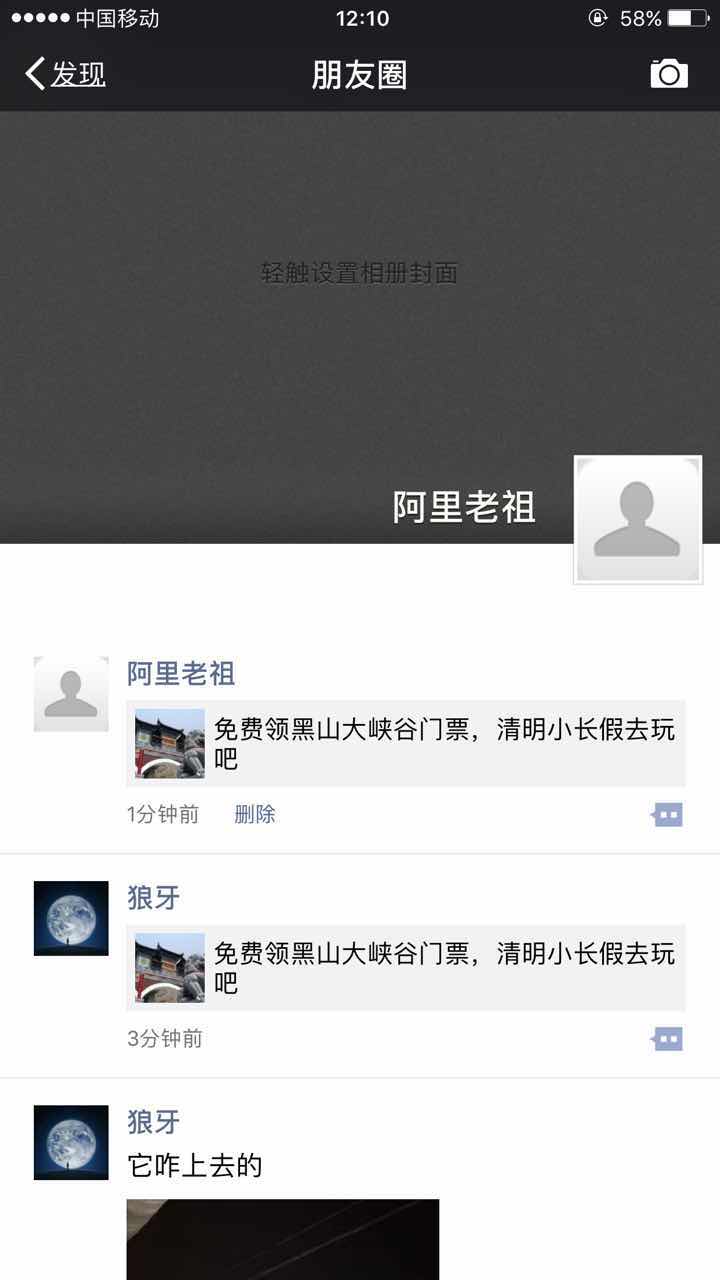 中国移动 12:10 58%
发现 朋友圈
轻触设置相册封面
阿里老祖
阿里老祖
免费领黑山大峡谷门票，清明小长假去玩
吧
1分钟前 删除
狼牙
免费领黑山大峡谷门票，清明小长假去玩
吧
3分钟前
狼牙
它咋上去的